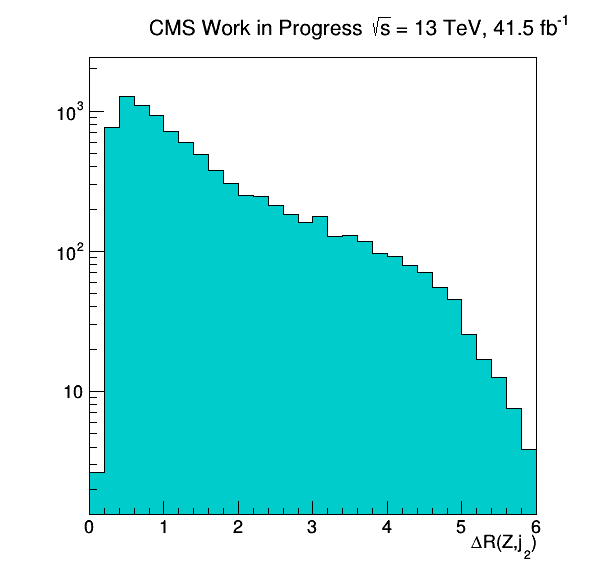 CMS Work in Progress √s = 13 TeV, 41.5 fb⁻¹
10³
10²
10
0 1 2 3 4 5 6
ΔR(Z,j₂)